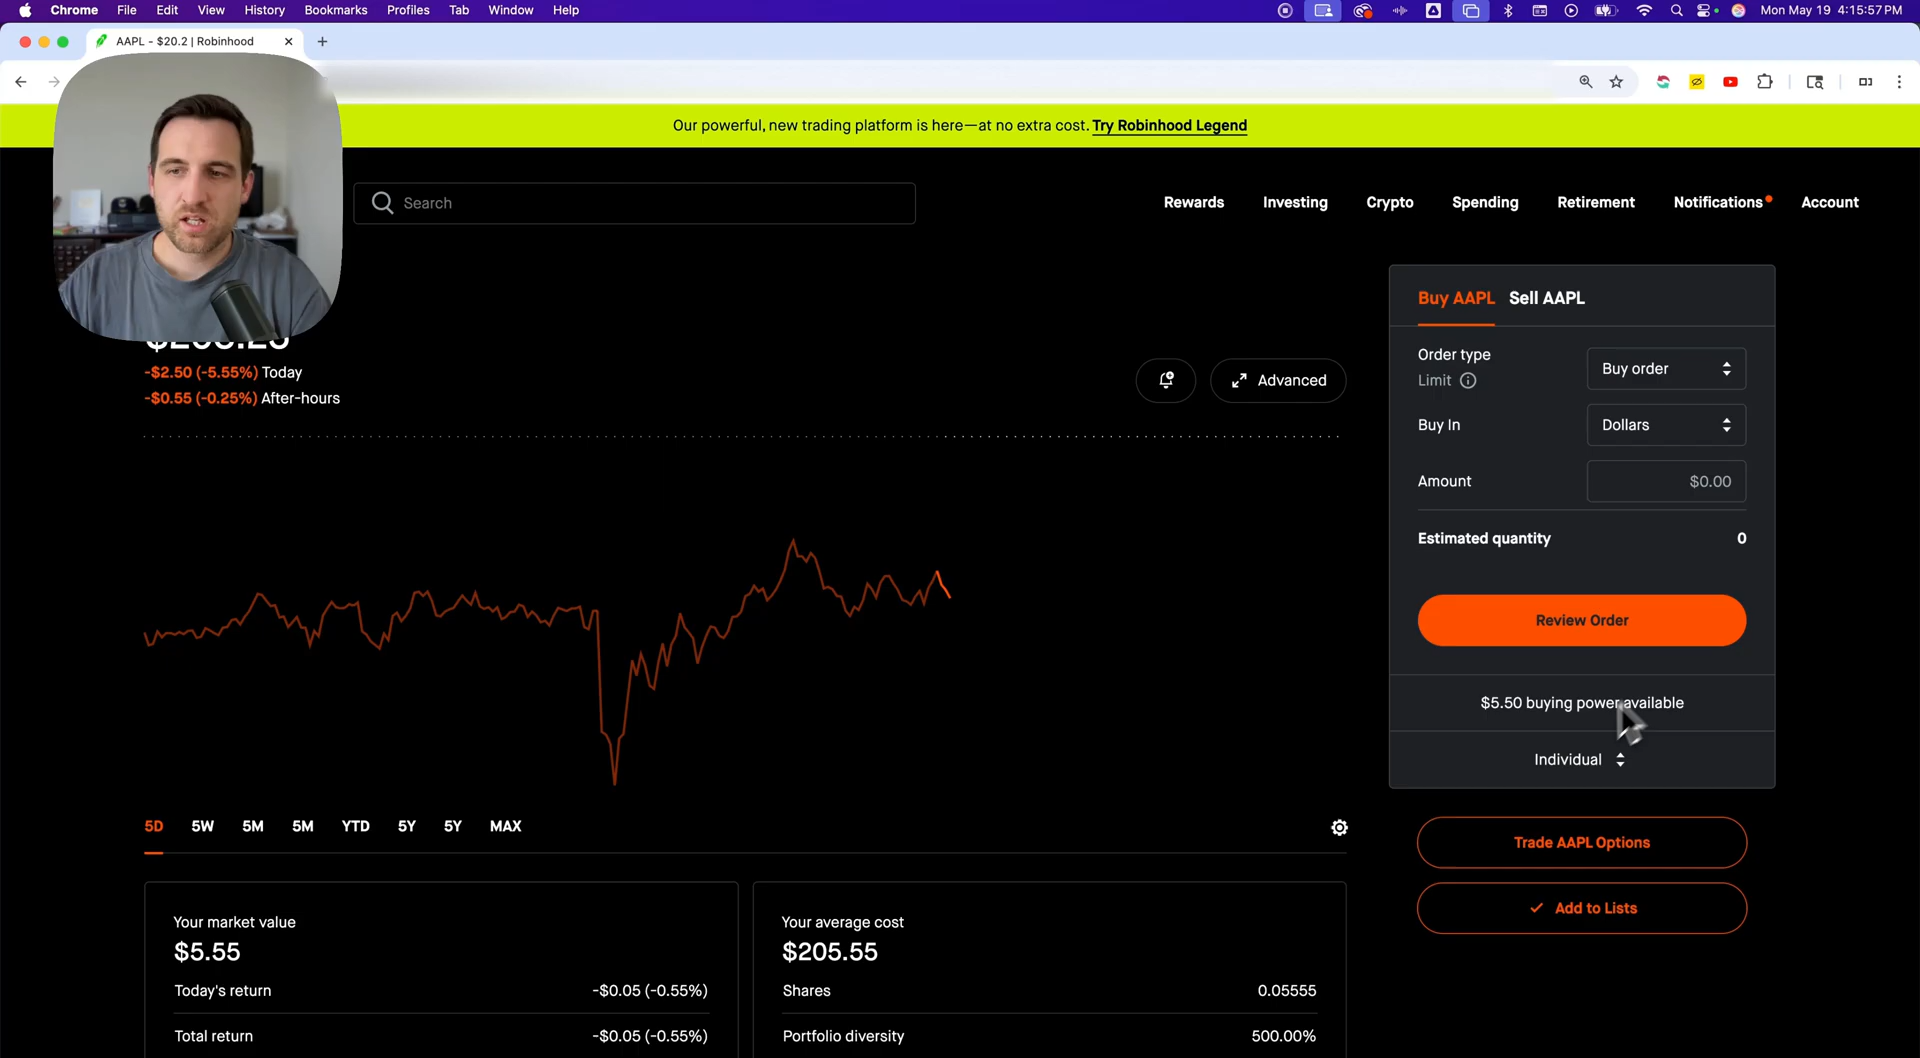 Chrome File Edit View History Bookmarks Profiles Tab Window Help Mon May 19 4:15:57 PM
AAPL - $20.2 | Robinhood
Our powerful, new trading platform is here—at no extra cost. Try Robinhood Legend
Search
Rewards Investing Crypto Spending Retirement Notifications Account
-$2.50 (-5.55%) Today
-$0.55 (-0.25%) After-hours
Advanced
5D 5W 5M 5M YTD 5Y 5Y MAX
Your market value
$5.55
Today's return -$0.05 (-0.55%)
Total return -$0.05 (-0.55%)
Your average cost
$205.55
Shares 0.05555
Portfolio diversity 500.00%
Buy AAPL Sell AAPL
Order type Buy order
Limit
Buy In Dollars
Amount $0.00
Estimated quantity 0
Review Order
$5.50 buying power available
Individual
Trade AAPL Options
Add to Lists